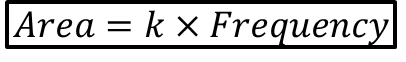 Area = k × Frequency